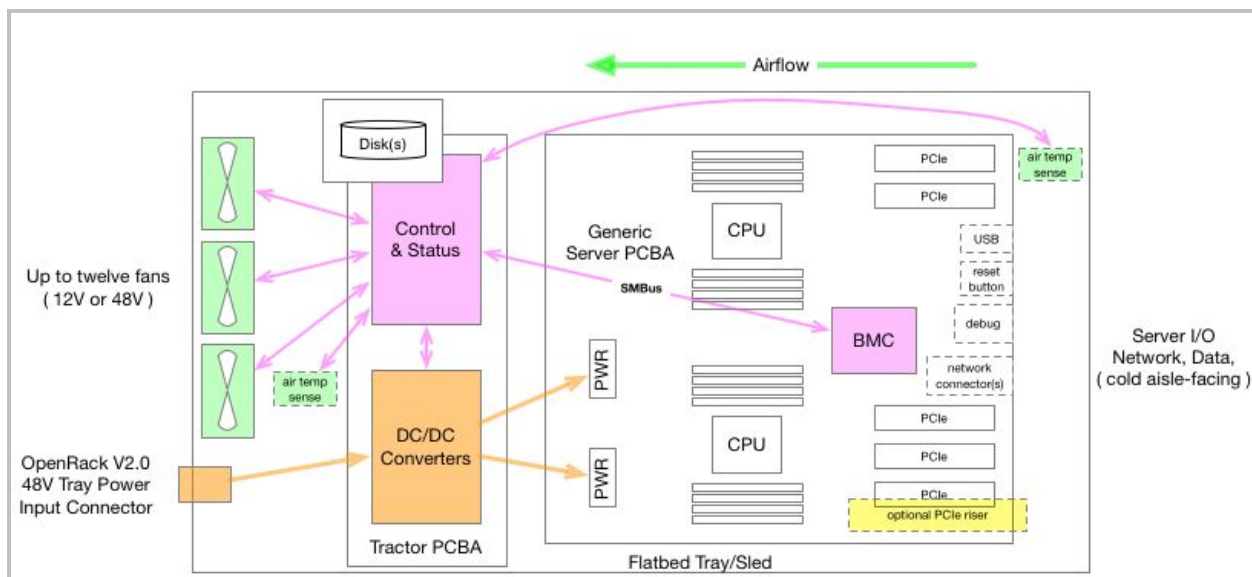 Airflow
Disk(s)
air temp
sense
PCIe
PCIe
Control
& Status
Generic
Server PCBA
CPU
USB
reset
button
SMBus
debug
BMC
network
connector(s)
Up to twelve fans
( 12V or 48V )
Server I/O
Network, Data,
( cold aisle-facing )
air temp
sense
PWR
PWR
DC/DC
Converters
CPU
PCIe
PCIe
PCIe
optional PCIe riser
OpenRack V2.0
48V Tray Power
Input Connector
Tractor PCBA
Flatbed Tray/Sled